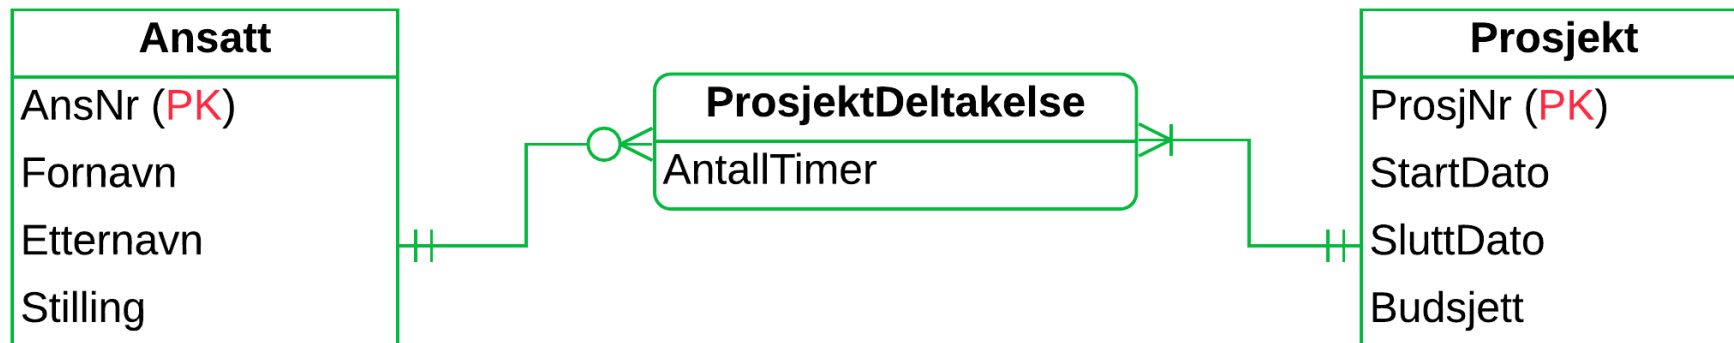 Ansatt
AnsNr (PK)
Fornavn
Etternavn
Stilling
ProsjektDeltakelse
AntallTimer
Prosjekt
ProsjNr (PK)
StartDato
SluttDato
Budsjett